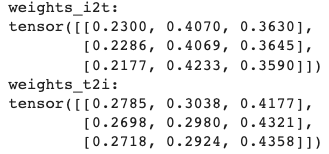 weights_i2t:
tensor([[0.2300, 0.4070, 0.3630],
        [0.2286, 0.4069, 0.3645],
        [0.2177, 0.4233, 0.3590]])
weights_t2i:
tensor([[0.2785, 0.3038, 0.4177],
        [0.2698, 0.2980, 0.4321],
        [0.2718, 0.2924, 0.4358]])